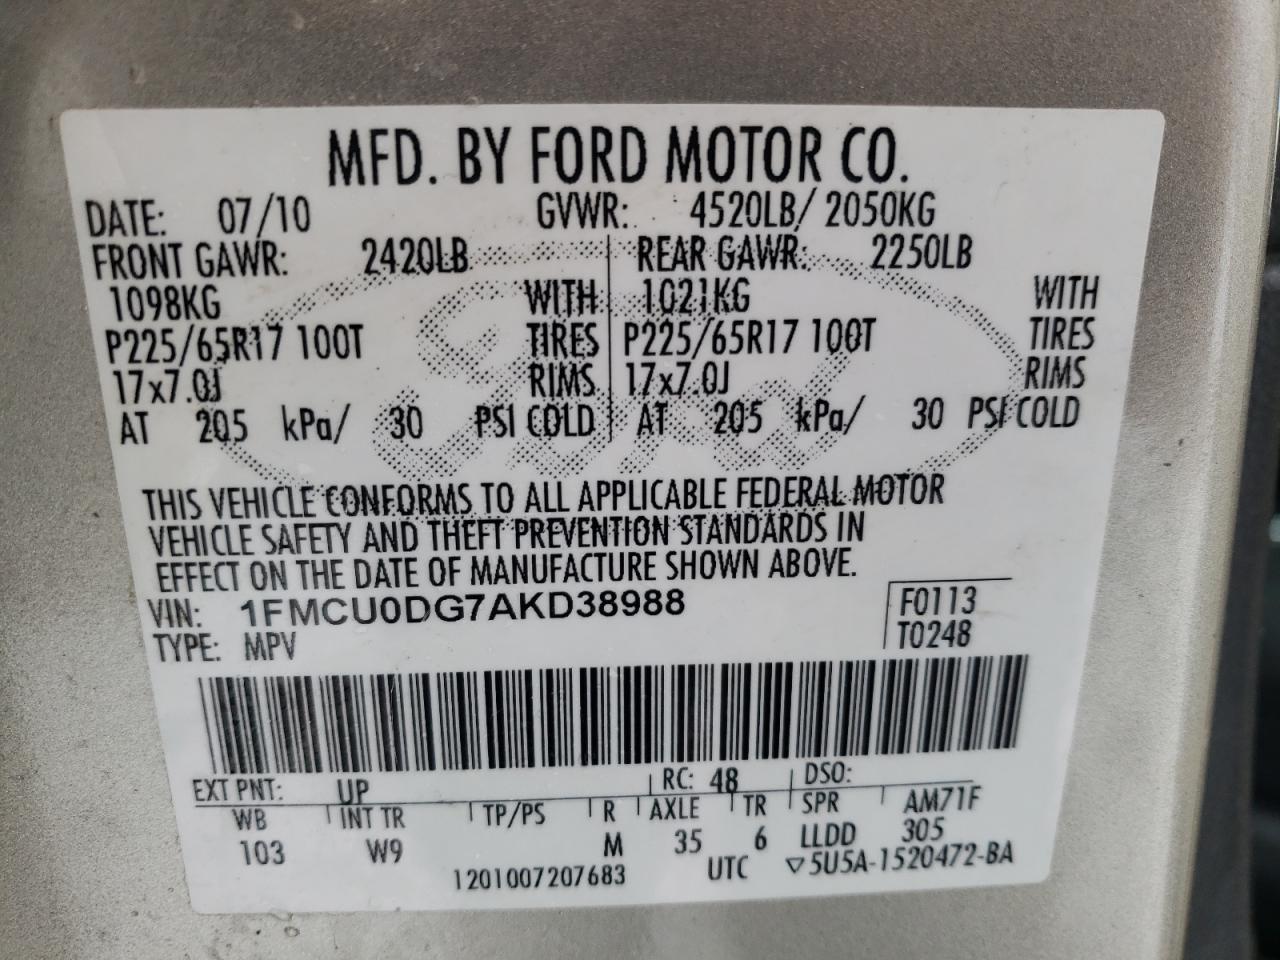 MFD. BY FORD MOTOR CO.
DATE: 07/10 GVWR: 4520LB/ 2050KG
FRONT GAWR: 2420LB REAR GAWR: 2250LB
1098KG WITH 1021KG WITH
P225/65R17 100T TIRES P225/65R17 100T TIRES
17x7.0J RIMS 17x7.0J RIMS
AT 205 kPa/ 30 PSI COLD AT 205 kPa/ 30 PSI COLD
Ford
THIS VEHICLE CONFORMS TO ALL APPLICABLE FEDERAL MOTOR
VEHICLE SAFETY AND THEFT PREVENTION STANDARDS IN
EFFECT ON THE DATE OF MANUFACTURE SHOWN ABOVE.
VIN: 1FMCU0DG7AKD38988 F0113
TYPE: MPV T0248
EXT PNT: UP RC: 48 DSO:
WB INT TR TP/PS R AXLE TR SPR AM71F
103 W9 M 35 6 LLDD 305
1201007207683 UTC ▽5U5A-1520472-BA